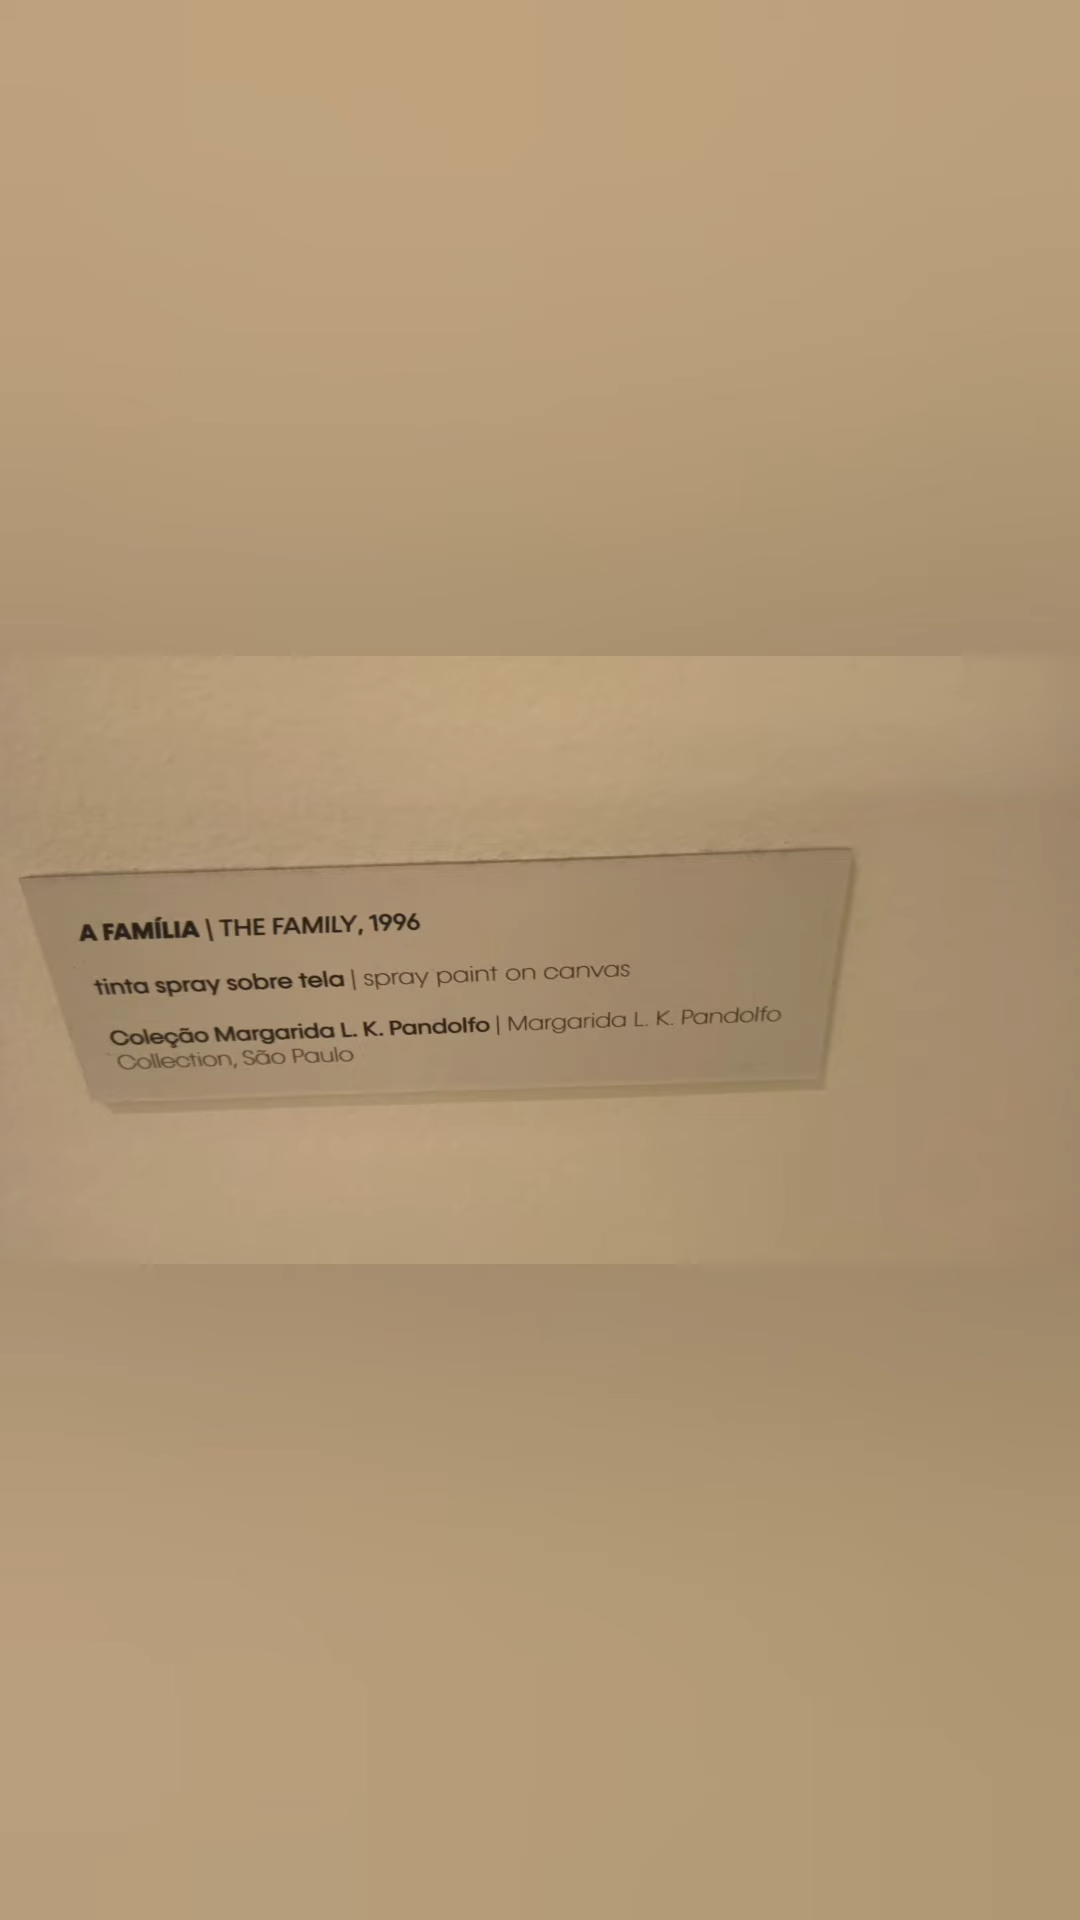 A FAMÍLIA | THE FAMILY, 1996
tinta spray sobre tela | spray paint on canvas
Coleção Margarida L. K. Pandolfo | Margarida L. K. Pandolfo
Collection, São Paulo